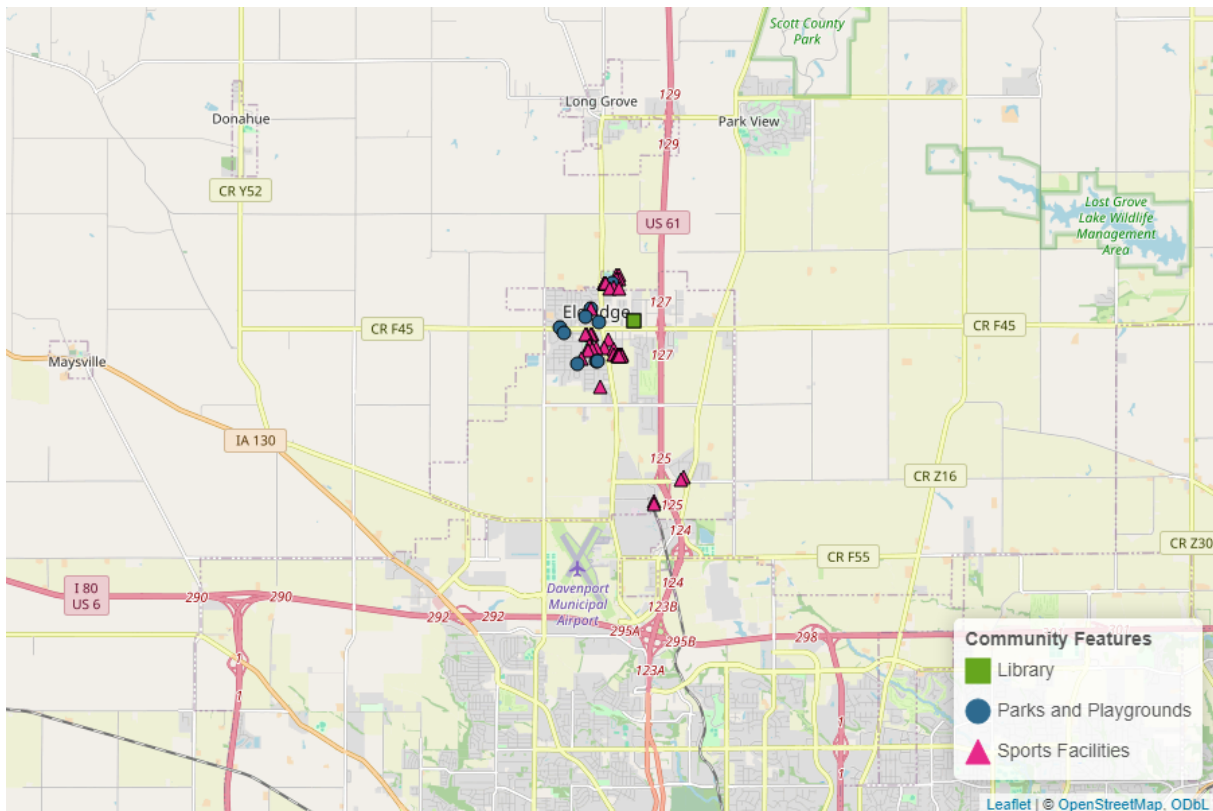 Scott County
Park
129
Long Grove
Donahue
Park View
129
CR Y52
Lost Grove
Lake Wildlife
Management
Area
US 61
127
CR F45
CR F45
127
Maysville
IA 130
125
CR Z16
125
124
CR F55
CR Z30
I 80
US 6
290
290
Davenport
Municipal
Airport
124
123B
292
292
295A
295B
298
301
123A
1
1
1
1
Community Features
Library
Parks and Playgrounds
Sports Facilities
Leaflet | © OpenStreetMap, ODbL